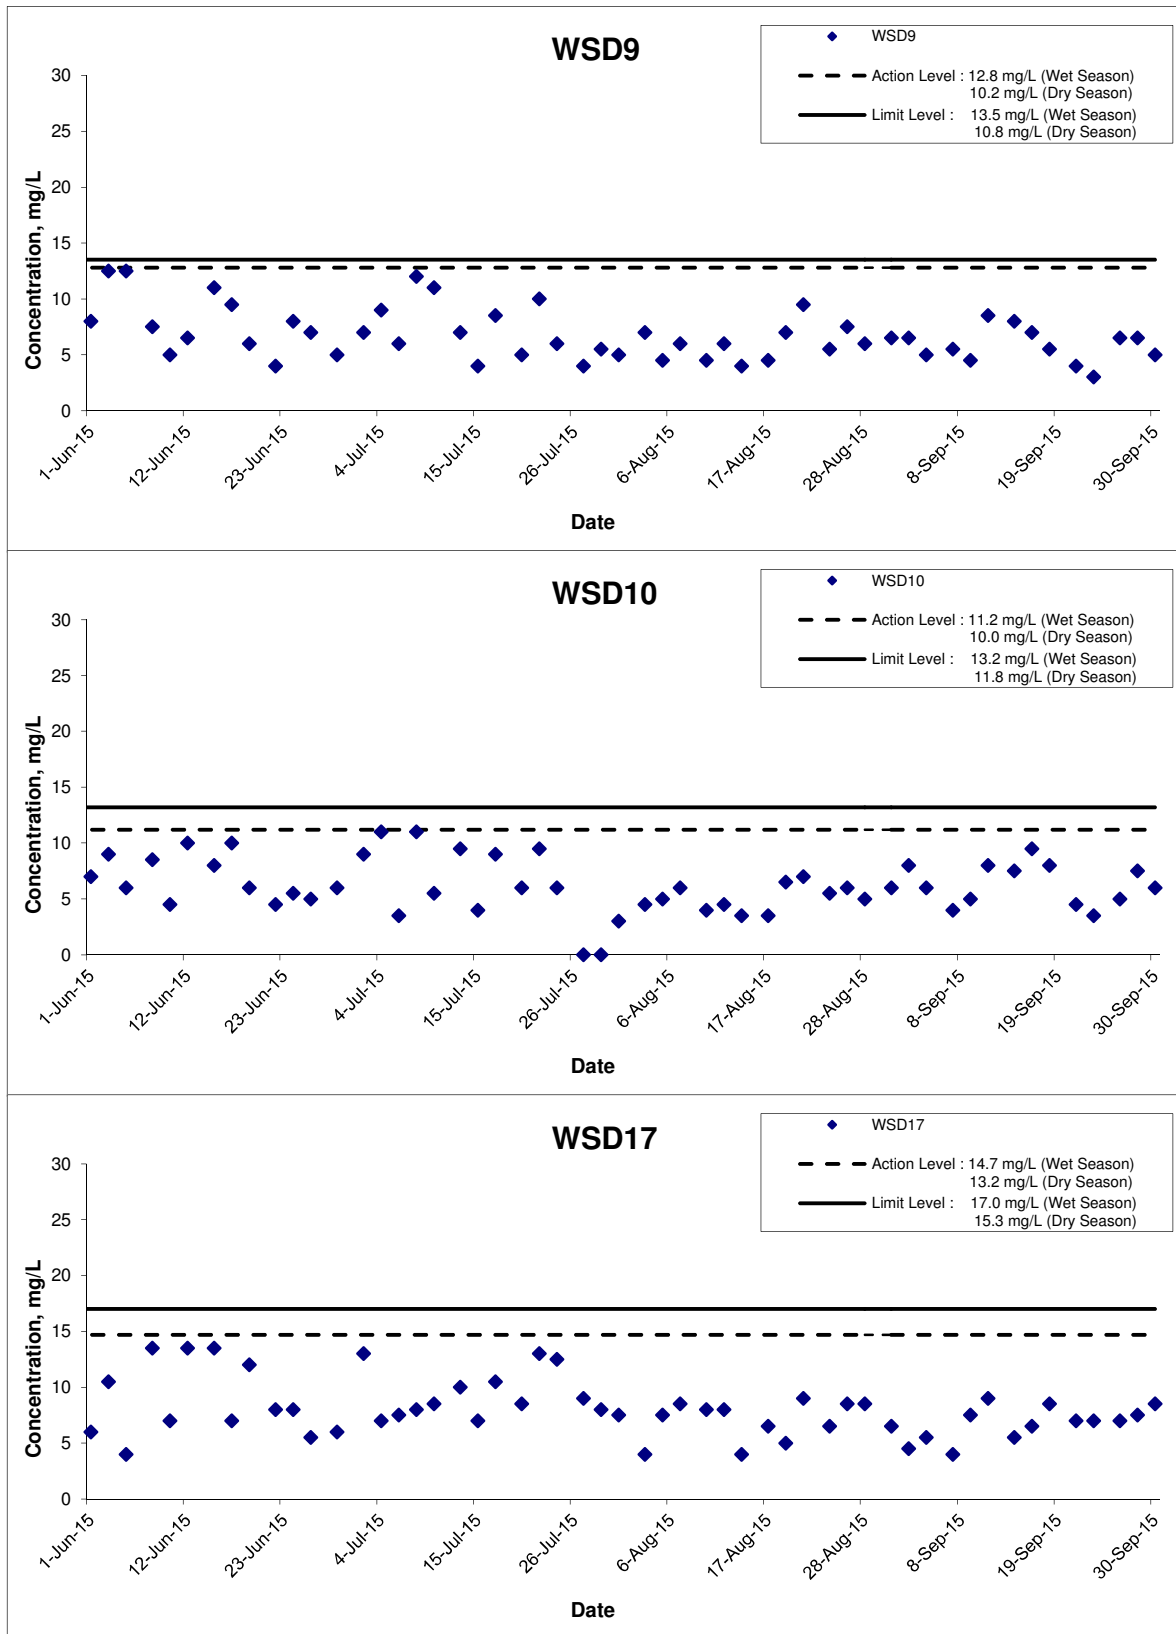 WSD9
WSD9
Action Level : 12.8 mg/L (Wet Season)
10.2 mg/L (Dry Season)
Limit Level : 13.5 mg/L (Wet Season)
10.8 mg/L (Dry Season)
Concentration, mg/L
30
25
20
15
10
5
0
1-Jun-15
12-Jun-15
23-Jun-15
4-Jul-15
15-Jul-15
26-Jul-15
6-Aug-15
17-Aug-15
28-Aug-15
8-Sep-15
19-Sep-15
30-Sep-15
Date
WSD10
WSD10
Action Level : 11.2 mg/L (Wet Season)
10.0 mg/L (Dry Season)
Limit Level : 13.2 mg/L (Wet Season)
11.8 mg/L (Dry Season)
Concentration, mg/L
30
25
20
15
10
5
0
1-Jun-15
12-Jun-15
23-Jun-15
4-Jul-15
15-Jul-15
26-Jul-15
6-Aug-15
17-Aug-15
28-Aug-15
8-Sep-15
19-Sep-15
30-Sep-15
Date
WSD17
WSD17
Action Level : 14.7 mg/L (Wet Season)
13.2 mg/L (Dry Season)
Limit Level : 17.0 mg/L (Wet Season)
15.3 mg/L (Dry Season)
Concentration, mg/L
30
25
20
15
10
5
0
1-Jun-15
12-Jun-15
23-Jun-15
4-Jul-15
15-Jul-15
26-Jul-15
6-Aug-15
17-Aug-15
28-Aug-15
8-Sep-15
19-Sep-15
30-Sep-15
Date